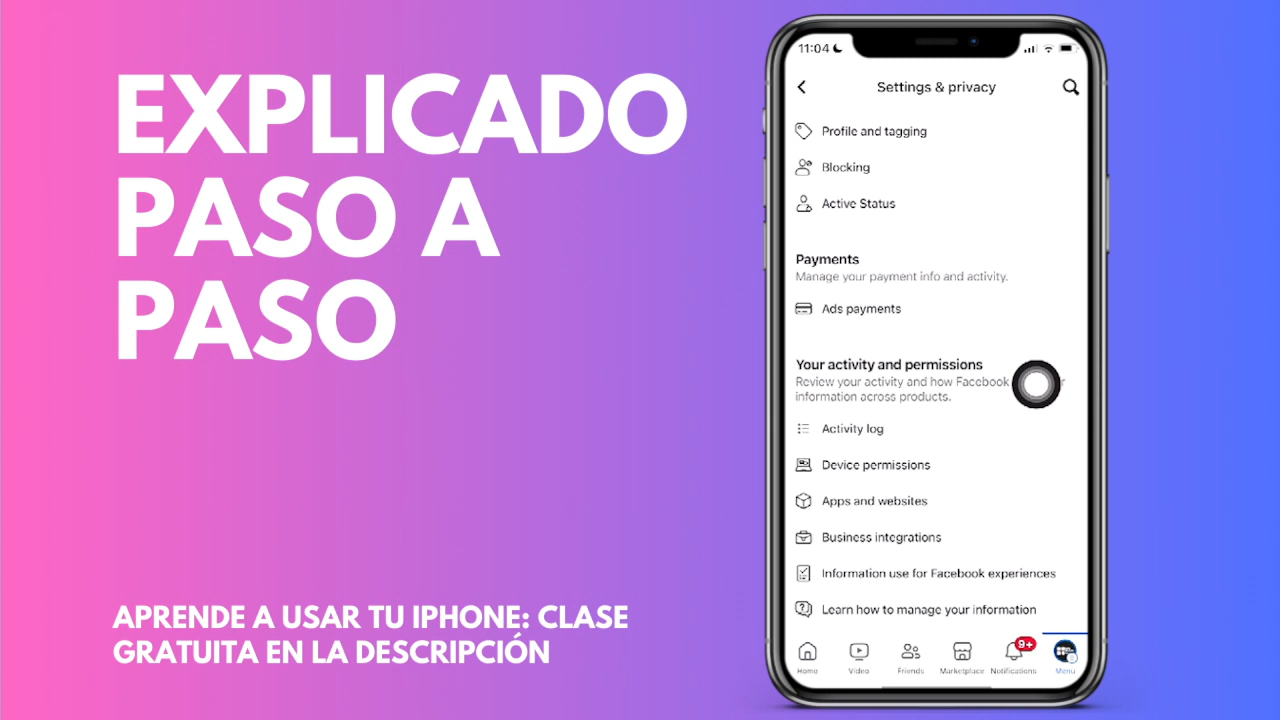 EXPLICADO
PASO A
PASO
APRENDE A USAR TU IPHONE: CLASE
GRATUITA EN LA DESCRIPCIÓN
11:04
Settings & privacy
Profile and tagging
Blocking
Active Status
Payments
Manage your payment info and activity.
Ads payments
Your activity and permissions
Review your activity and how Facebook
information across products.
Activity log
Device permissions
Apps and websites
Business integrations
Information use for Facebook experiences
Learn how to manage your information
9+
Home Video Friends Marketplace Notifications Menu